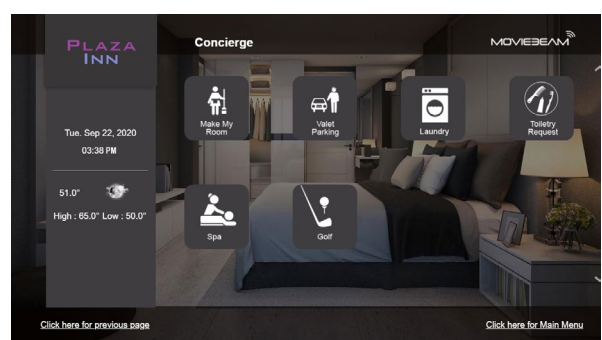 PLAZA
INN
Concierge
MOVIEBEAM
Tue. Sep 22, 2020
03:38 PM
51.0°
High : 65.0° Low : 50.0°
Make My
Room
Valet
Parking
Laundry
Toiletry
Request
Spa
Golf
Click here for previous page
Click here for Main Menu